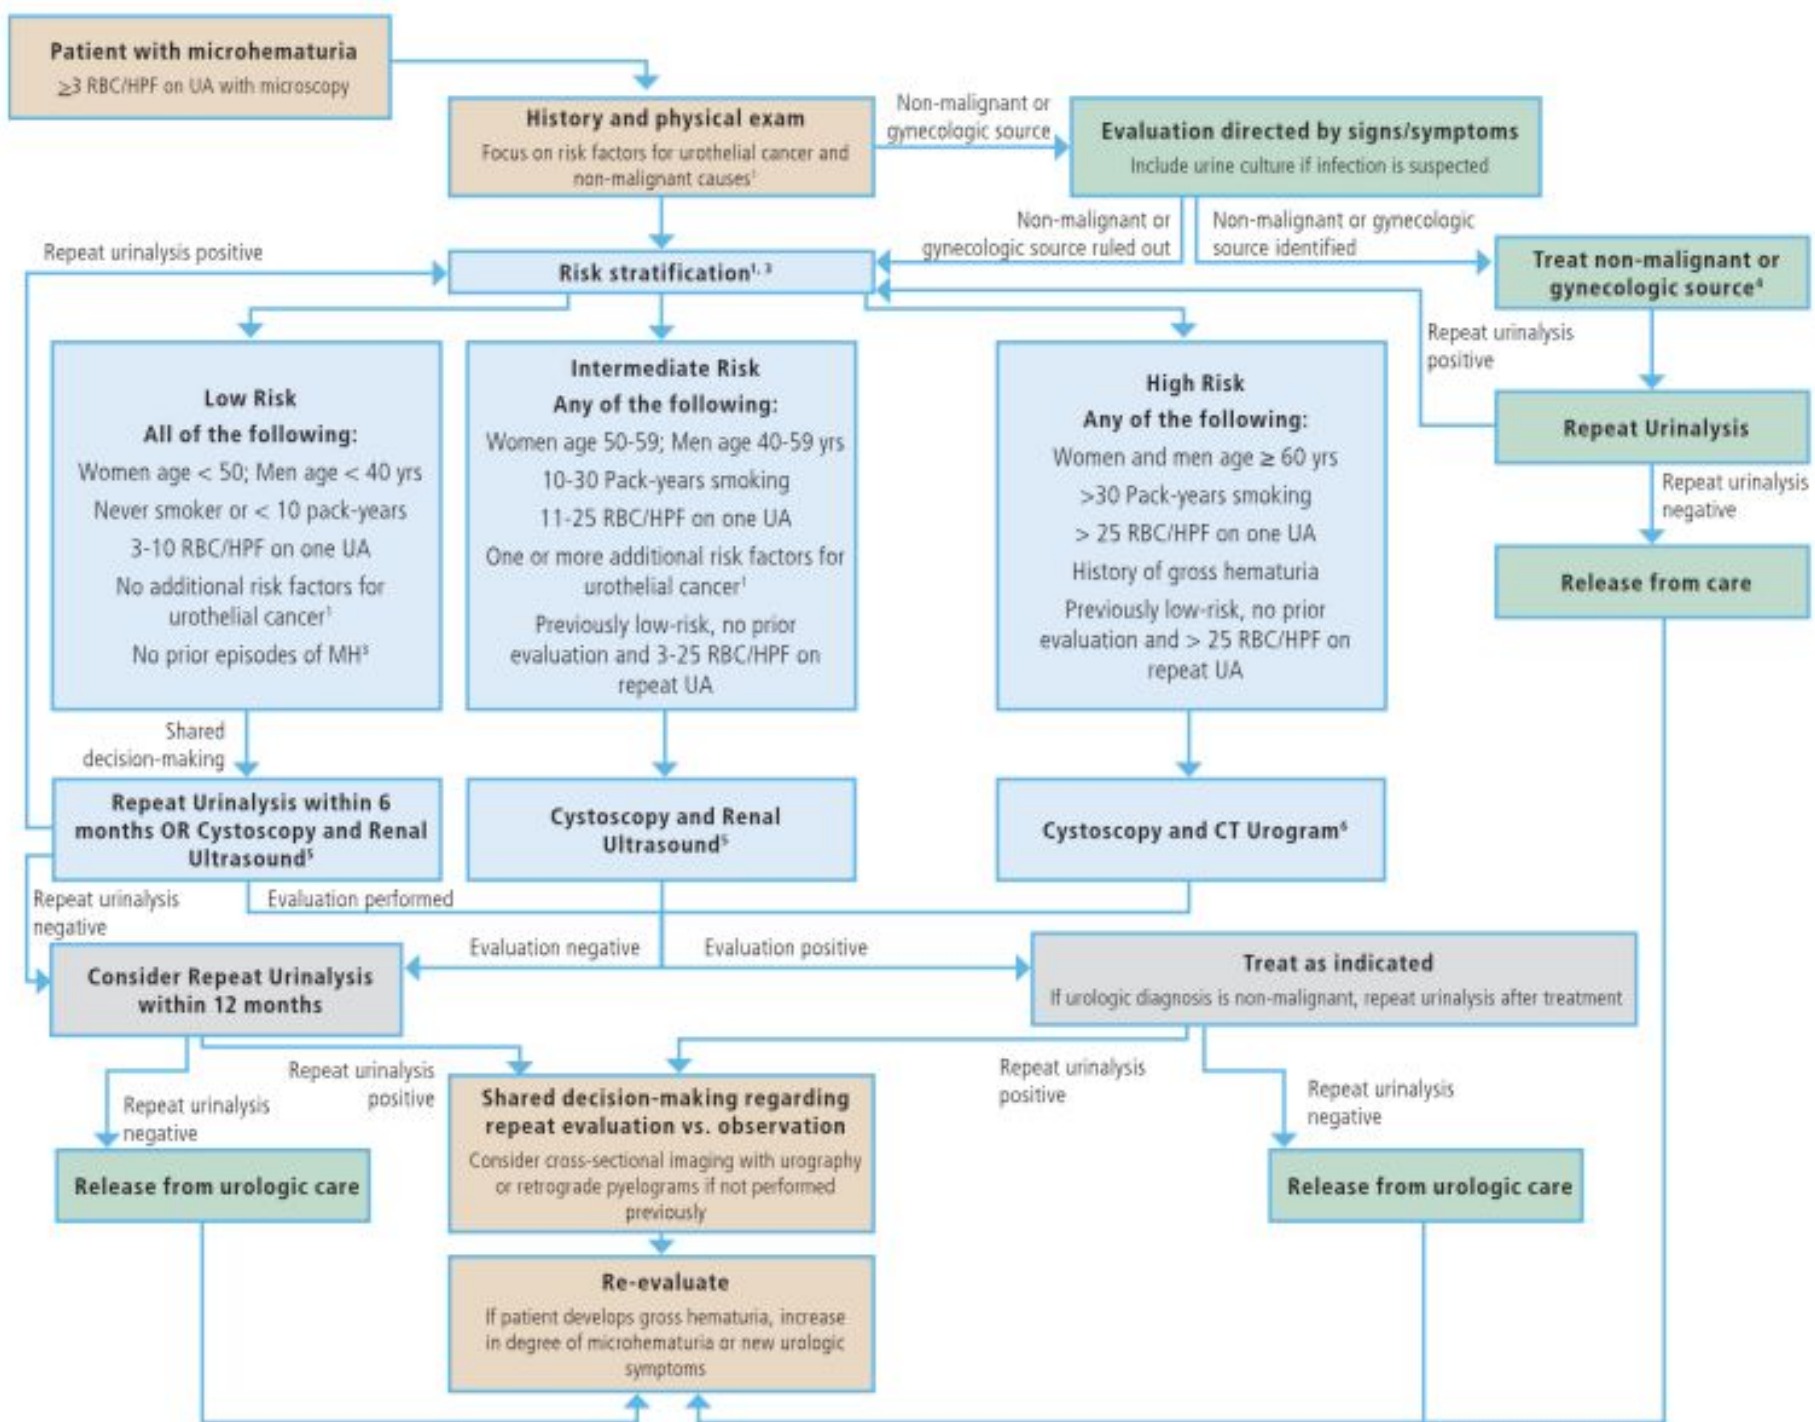 Patient with microhematuria
≥3 RBC/HPF on UA with microscopy
History and physical exam
Focus on risk factors for urothelial cancer and
non-malignant causes¹
Non-malignant or
gynecologic source
Evaluation directed by signs/symptoms
Include urine culture if infection is suspected
Non-malignant or
gynecologic source ruled out
Non-malignant or gynecologic
source identified
Treat non-malignant or
gynecologic source⁴
Repeat urinalysis positive
Risk stratification¹, ³
Repeat urinalysis
positive
Repeat Urinalysis
Repeat urinalysis
negative
Release from care
Low Risk
All of the following:
Women age < 50; Men age < 40 yrs
Never smoker or < 10 pack-years
3-10 RBC/HPF on one UA
No additional risk factors for
urothelial cancer¹
No prior episodes of MH³
Intermediate Risk
Any of the following:
Women age 50-59; Men age 40-59 yrs
10-30 Pack-years smoking
11-25 RBC/HPF on one UA
One or more additional risk factors for
urothelial cancer¹
Previously low-risk, no prior
evaluation and 3-25 RBC/HPF on
repeat UA
High Risk
Any of the following:
Women and men age ≥ 60 yrs
>30 Pack-years smoking
> 25 RBC/HPF on one UA
History of gross hematuria
Previously low-risk, no prior
evaluation and > 25 RBC/HPF on
repeat UA
Shared
decision-making
Repeat Urinalysis within 6
months OR Cystoscopy and Renal
Ultrasound⁵
Cystoscopy and Renal
Ultrasound⁵
Cystoscopy and CT Urogram⁶
Repeat urinalysis
negative
Evaluation performed
Evaluation negative
Evaluation positive
Consider Repeat Urinalysis
within 12 months
Treat as indicated
If urologic diagnosis is non-malignant, repeat urinalysis after treatment
Repeat urinalysis
negative
Repeat urinalysis
positive
Repeat urinalysis
positive
Repeat urinalysis
negative
Release from urologic care
Shared decision-making regarding
repeat evaluation vs. observation
Consider cross-sectional imaging with urography
or retrograde pyelograms if not performed
previously
Release from urologic care
Re-evaluate
If patient develops gross hematuria, increase
in degree of microhematuria or new urologic
symptoms